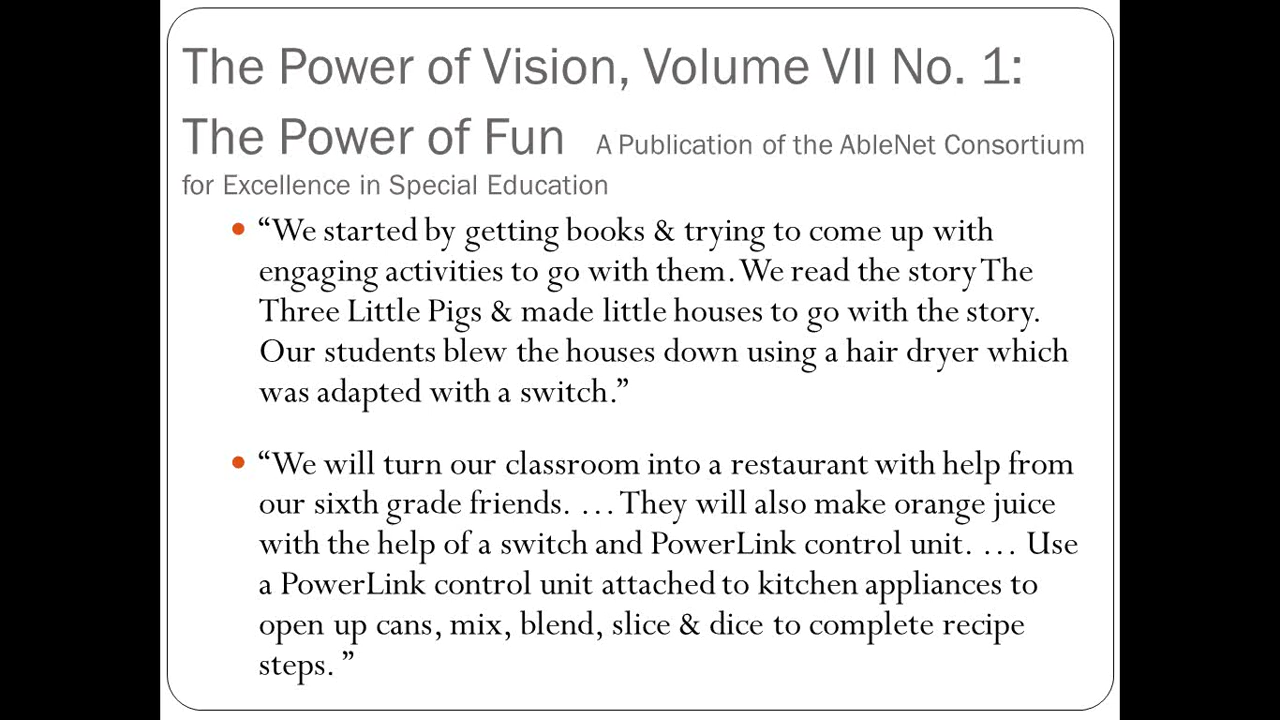 The Power of Vision, Volume VII No. 1:
The Power of Fun A Publication of the AbleNet Consortium
for Excellence in Special Education
• “We started by getting books & trying to come up with
engaging activities to go with them. We read the story The
Three Little Pigs & made little houses to go with the story.
Our students blew the houses down using a hair dryer which
was adapted with a switch.”
• “We will turn our classroom into a restaurant with help from
our sixth grade friends. … They will also make orange juice
with the help of a switch and PowerLink control unit. … Use
a PowerLink control unit attached to kitchen appliances to
open up cans, mix, blend, slice & dice to complete recipe
steps. ”